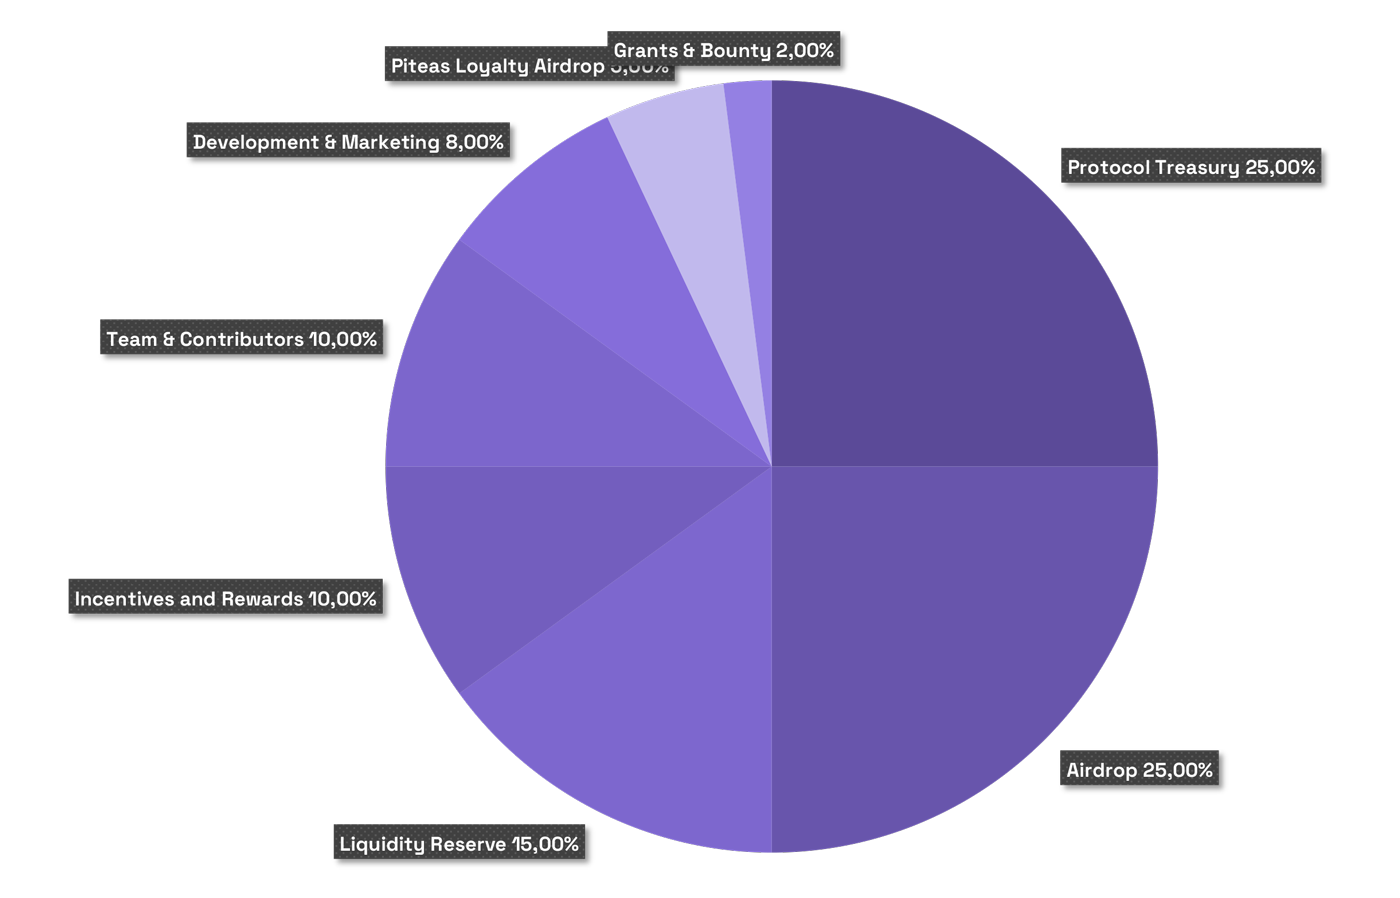 Grants & Bounty 2,00%
Piteas Loyalty Airdrop
Development & Marketing 8,00%
Protocol Treasury 25,00%
Team & Contributors 10,00%
Incentives and Rewards 10,00%
Airdrop 25,00%
Liquidity Reserve 15,00%